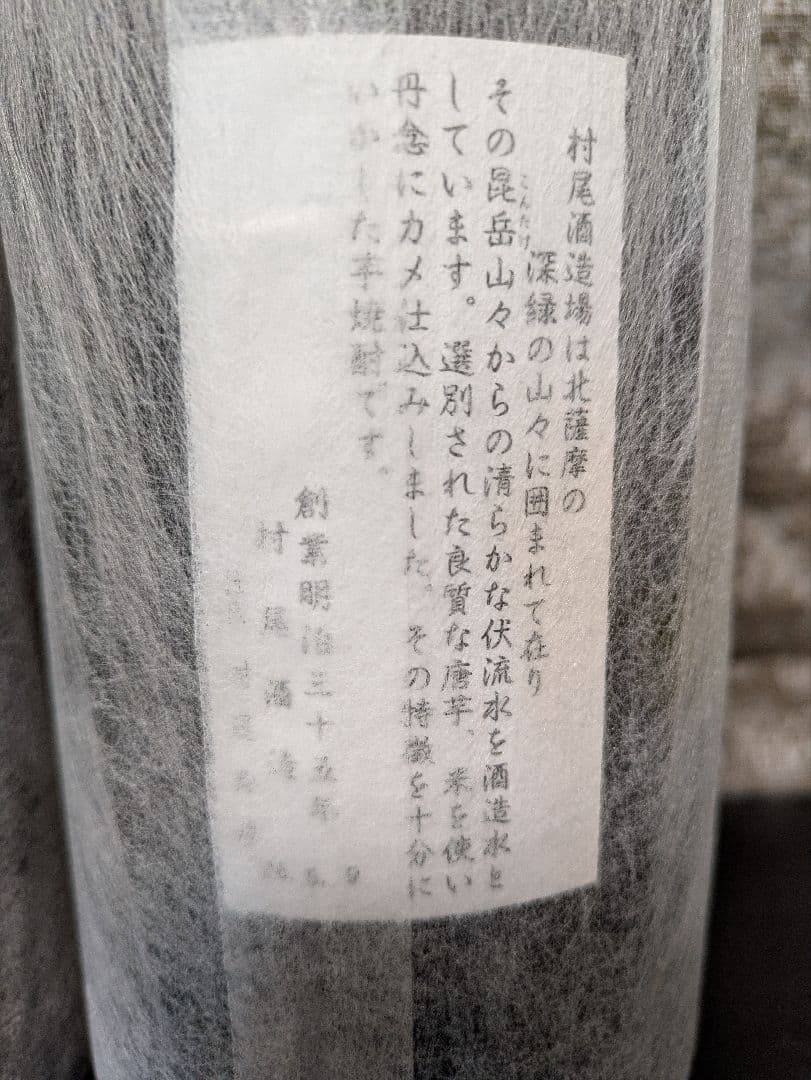 村尾酒造場は北薩摩の
深緑の山々に囲まれて在り
こんたけ
その昆岳山々からの清らかな伏流水を酒造水と
しています。選別された良質な唐芋、米を使い
丹念にカメ仕込みしました。その特徴を十分に
いかした芋焼酎です。
創業明治三十五年
村尾酒造